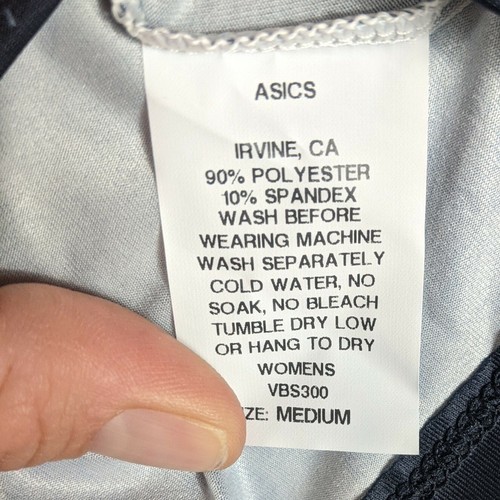 ASICS
IRVINE, CA
90% POLYESTER
10% SPANDEX
WASH BEFORE
WEARING MACHINE
WASH SEPARATELY
COLD WATER, NO
SOAK, NO BLEACH
TUMBLE DRY LOW
OR HANG TO DRY
WOMENS
VBS300
ZE: MEDIUM